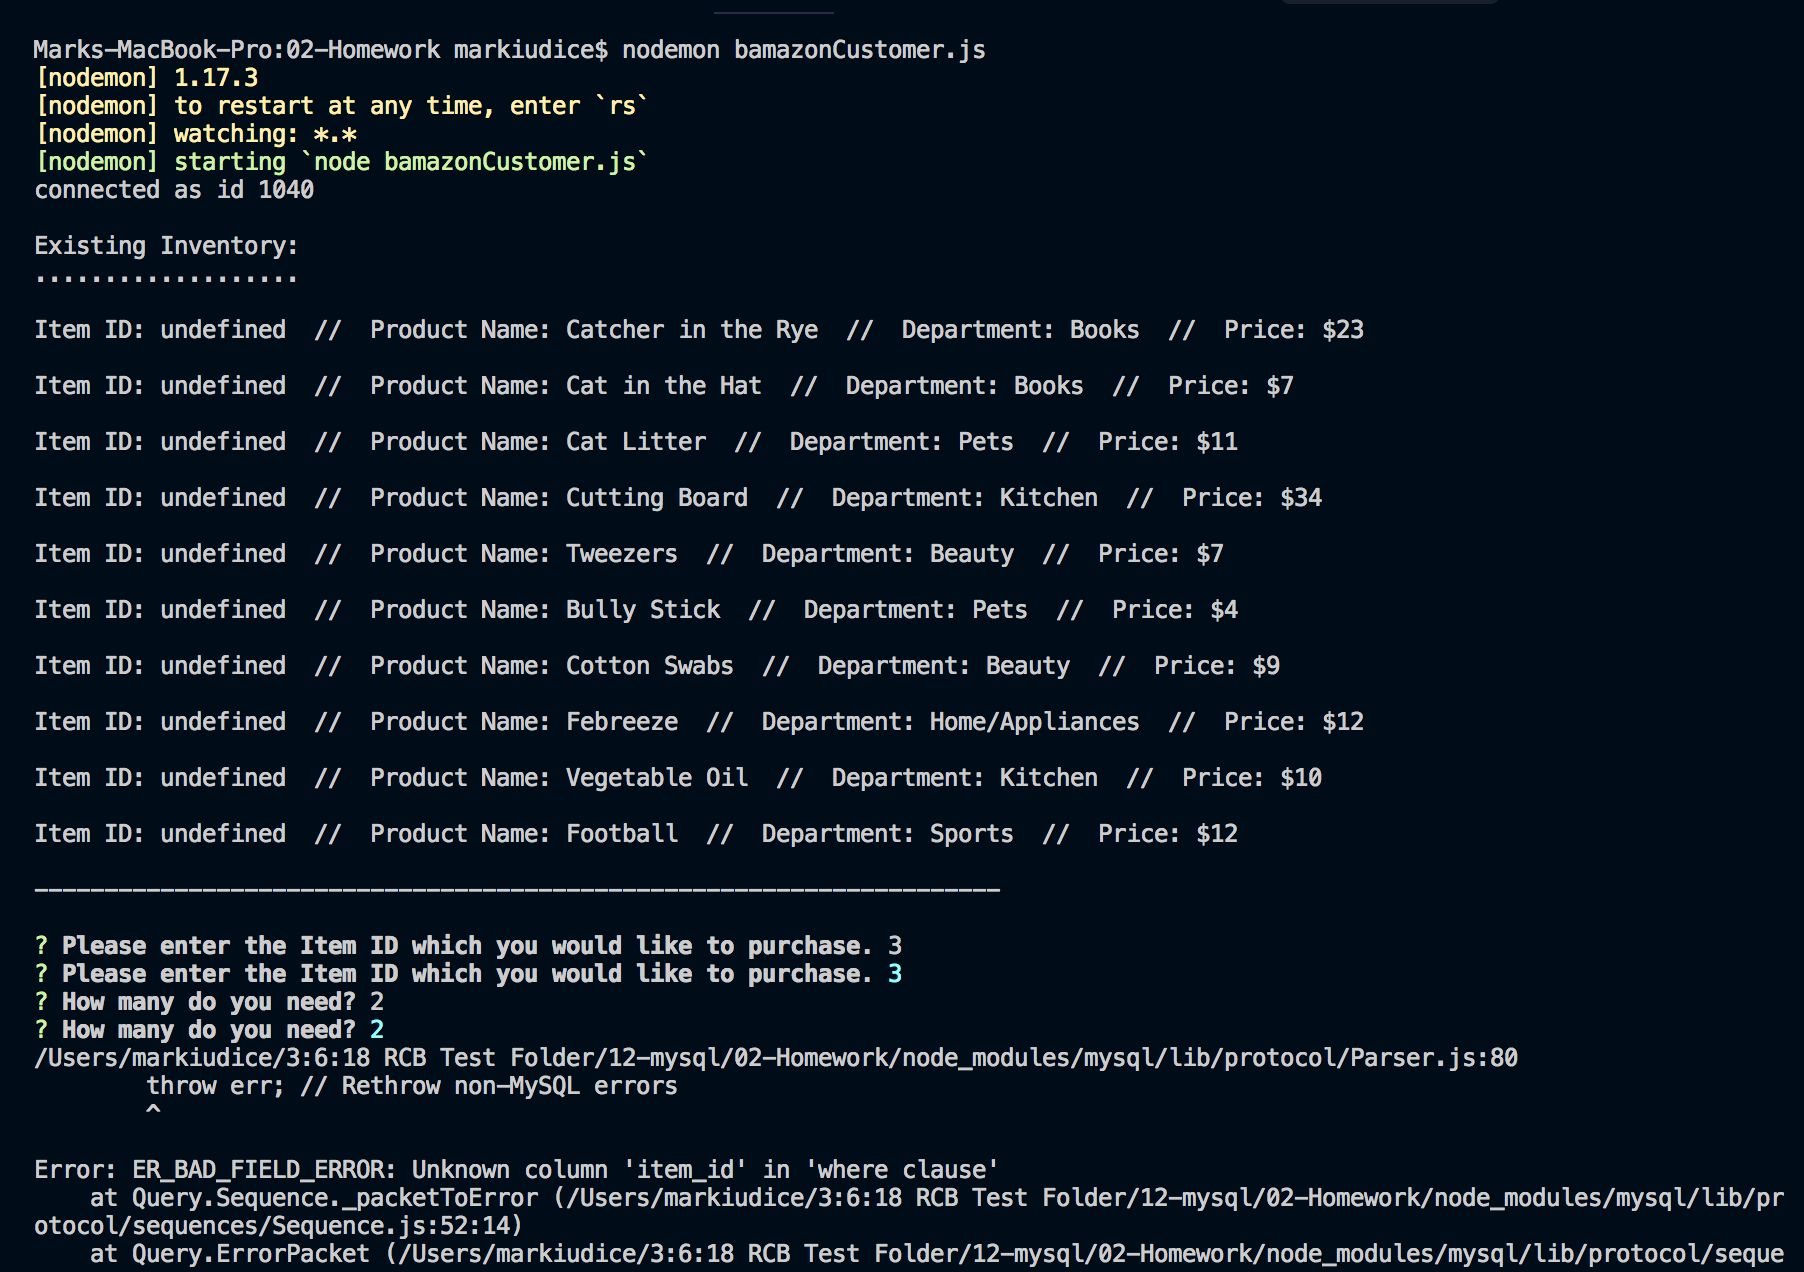 Marks-MacBook-Pro:02-Homework markiudice$ nodemon bamazonCustomer.js
[nodemon] 1.17.3
[nodemon] to restart at any time, enter `rs`
[nodemon] watching: *.*
[nodemon] starting `node bamazonCustomer.js`
connected as id 1040
Existing Inventory:
...................
Item ID: undefined  //  Product Name: Catcher in the Rye  //  Department: Books  //  Price: $23
Item ID: undefined  //  Product Name: Cat in the Hat  //  Department: Books  //  Price: $7
Item ID: undefined  //  Product Name: Cat Litter  //  Department: Pets  //  Price: $11
Item ID: undefined  //  Product Name: Cutting Board  //  Department: Kitchen  //  Price: $34
Item ID: undefined  //  Product Name: Tweezers  //  Department: Beauty  //  Price: $7
Item ID: undefined  //  Product Name: Bully Stick  //  Department: Pets  //  Price: $4
Item ID: undefined  //  Product Name: Cotton Swabs  //  Department: Beauty  //  Price: $9
Item ID: undefined  //  Product Name: Febreeze  //  Department: Home/Appliances  //  Price: $12
Item ID: undefined  //  Product Name: Vegetable Oil  //  Department: Kitchen  //  Price: $10
Item ID: undefined  //  Product Name: Football  //  Department: Sports  //  Price: $12
---------------------------------------------------------------------
? Please enter the Item ID which you would like to purchase. 3
? Please enter the Item ID which you would like to purchase. 3
? How many do you need? 2
? How many do you need? 2
/Users/markiudice/3:6:18 RCB Test Folder/12-mysql/02-Homework/node_modules/mysql/lib/protocol/Parser.js:80
        throw err; // Rethrow non-MySQL errors
        ^
Error: ER_BAD_FIELD_ERROR: Unknown column 'item_id' in 'where clause'
    at Query.Sequence._packetToError (/Users/markiudice/3:6:18 RCB Test Folder/12-mysql/02-Homework/node_modules/mysql/lib/pr
otocol/sequences/Sequence.js:52:14)
    at Query.ErrorPacket (/Users/markiudice/3:6:18 RCB Test Folder/12-mysql/02-Homework/node_modules/mysql/lib/protocol/seque